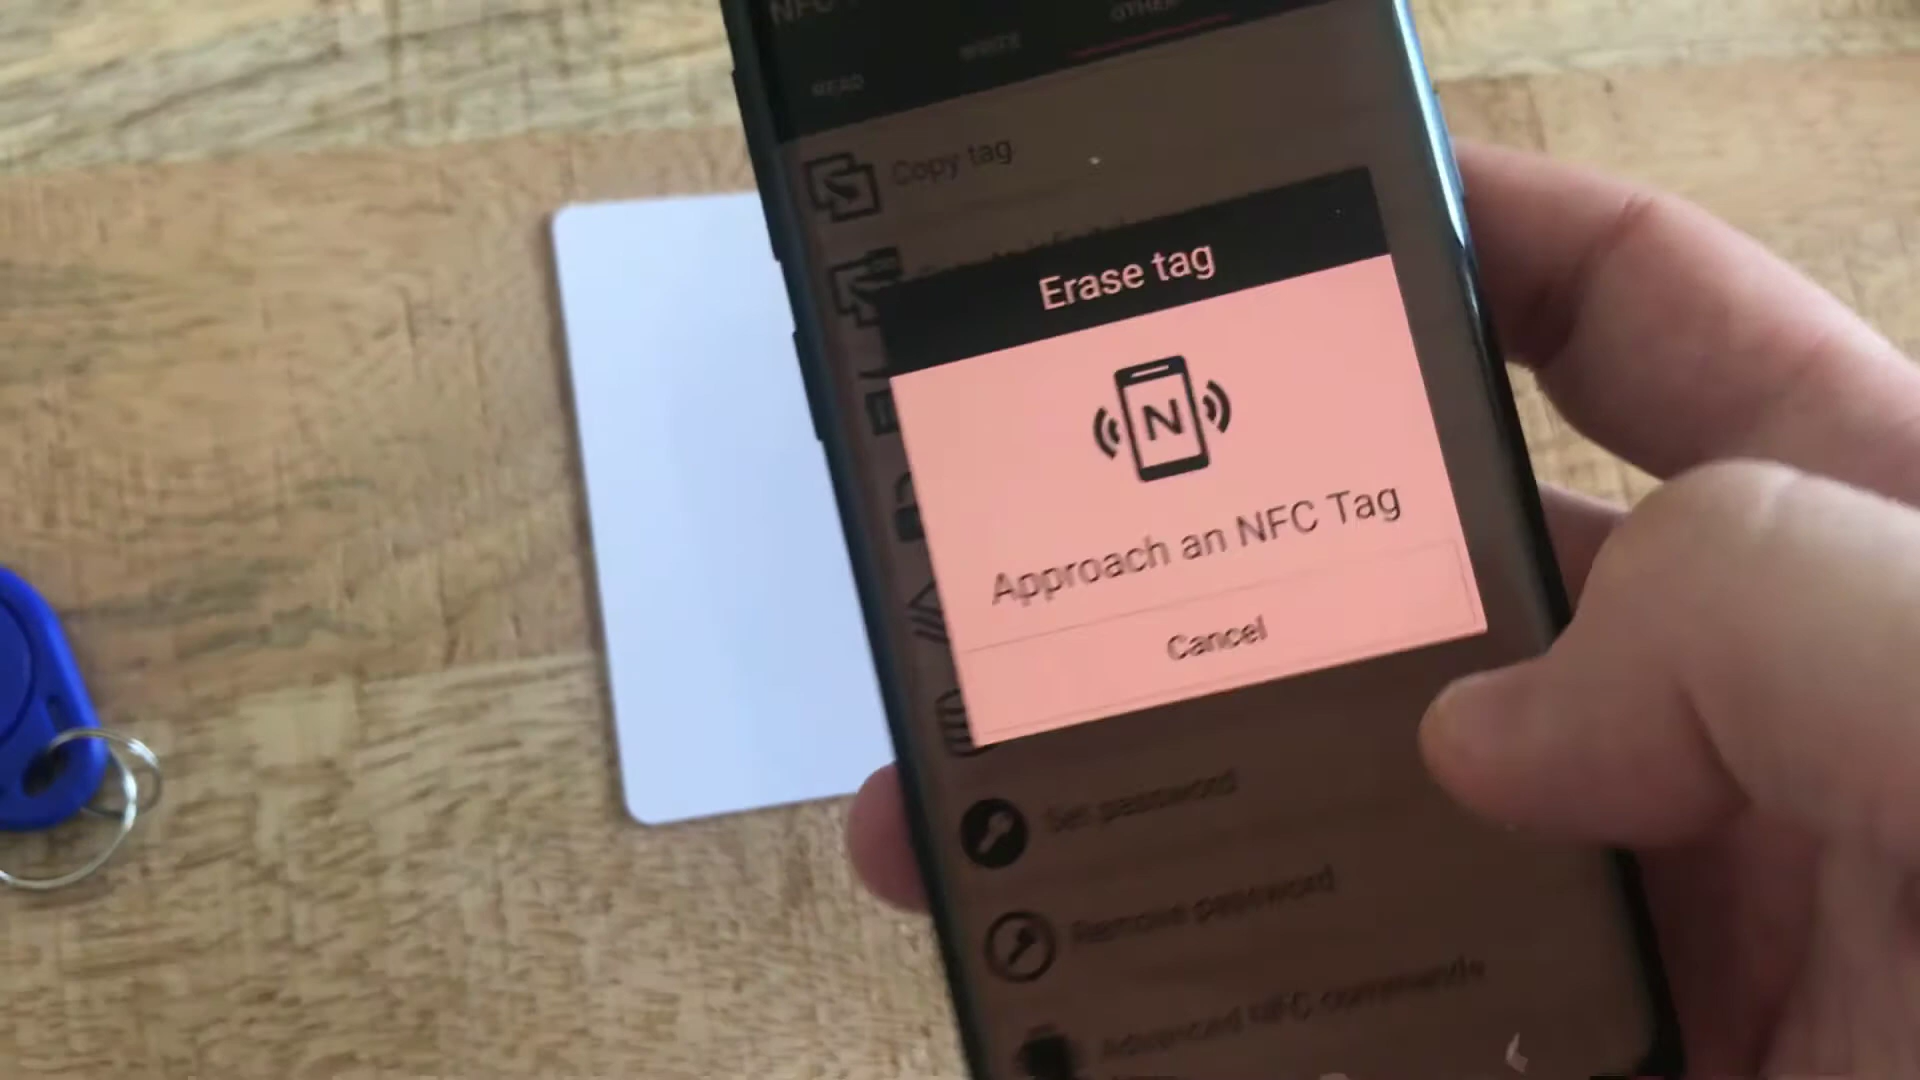 NFC
OTHER
WRITE
READ
Copy tag
Erase tag
N
Approach an NFC Tag
Cancel
Set password
Remove password
Advanced NFC commands